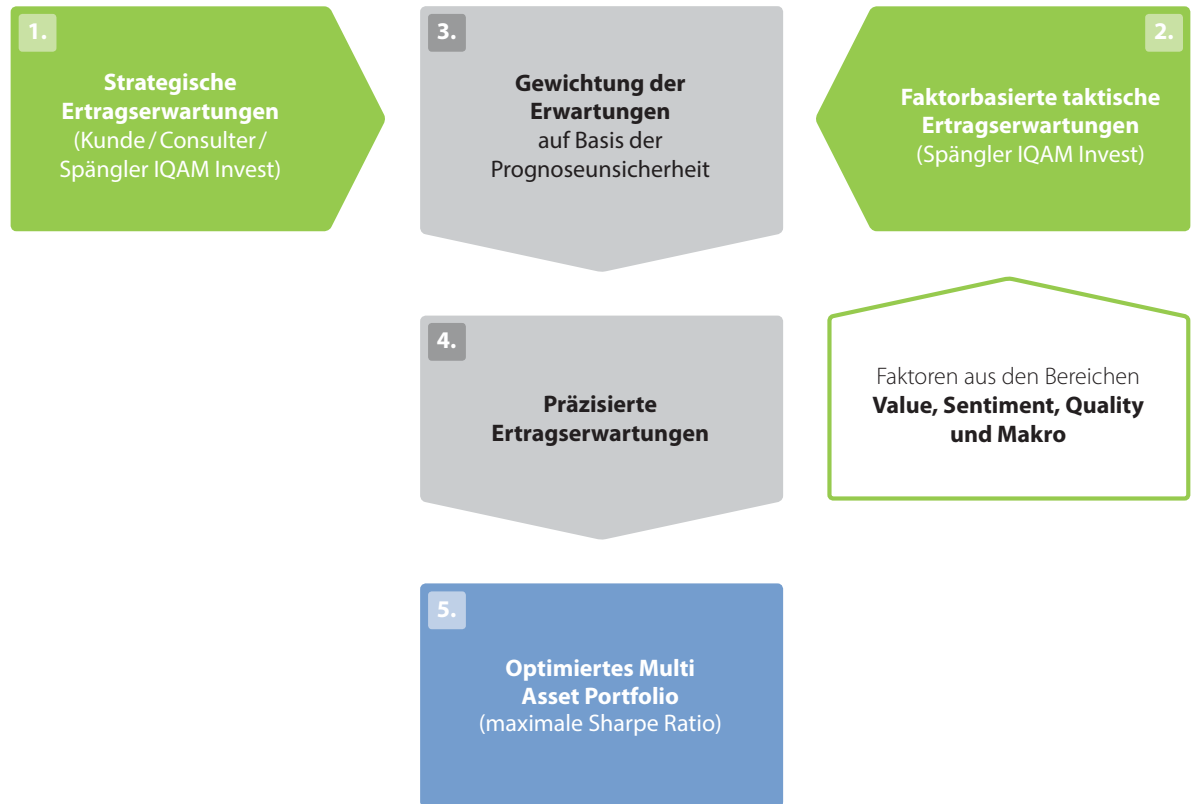 1.
Strategische
Ertragserwartungen
(Kunde / Consulter /
Spängler IQAM Invest)
2.
Faktorbasierte taktische
Ertragserwartungen
(Spängler IQAM Invest)
Faktoren aus den Bereichen
Value, Sentiment, Quality
und Makro
3.
Gewichtung der
Erwartungen
auf Basis der
Prognoseunsicherheit
4.
Präzisierte
Ertragserwartungen
5.
Optimiertes Multi
Asset Portfolio
(maximale Sharpe Ratio)